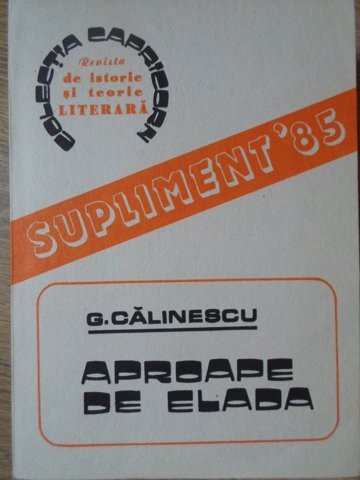 COLECȚIA CAPRICORN
Revista
de istorie
și teorie
LITERARĂ
SUPLIMENT '85
G.CĂLINESCU
APROAPE
DE ELADA